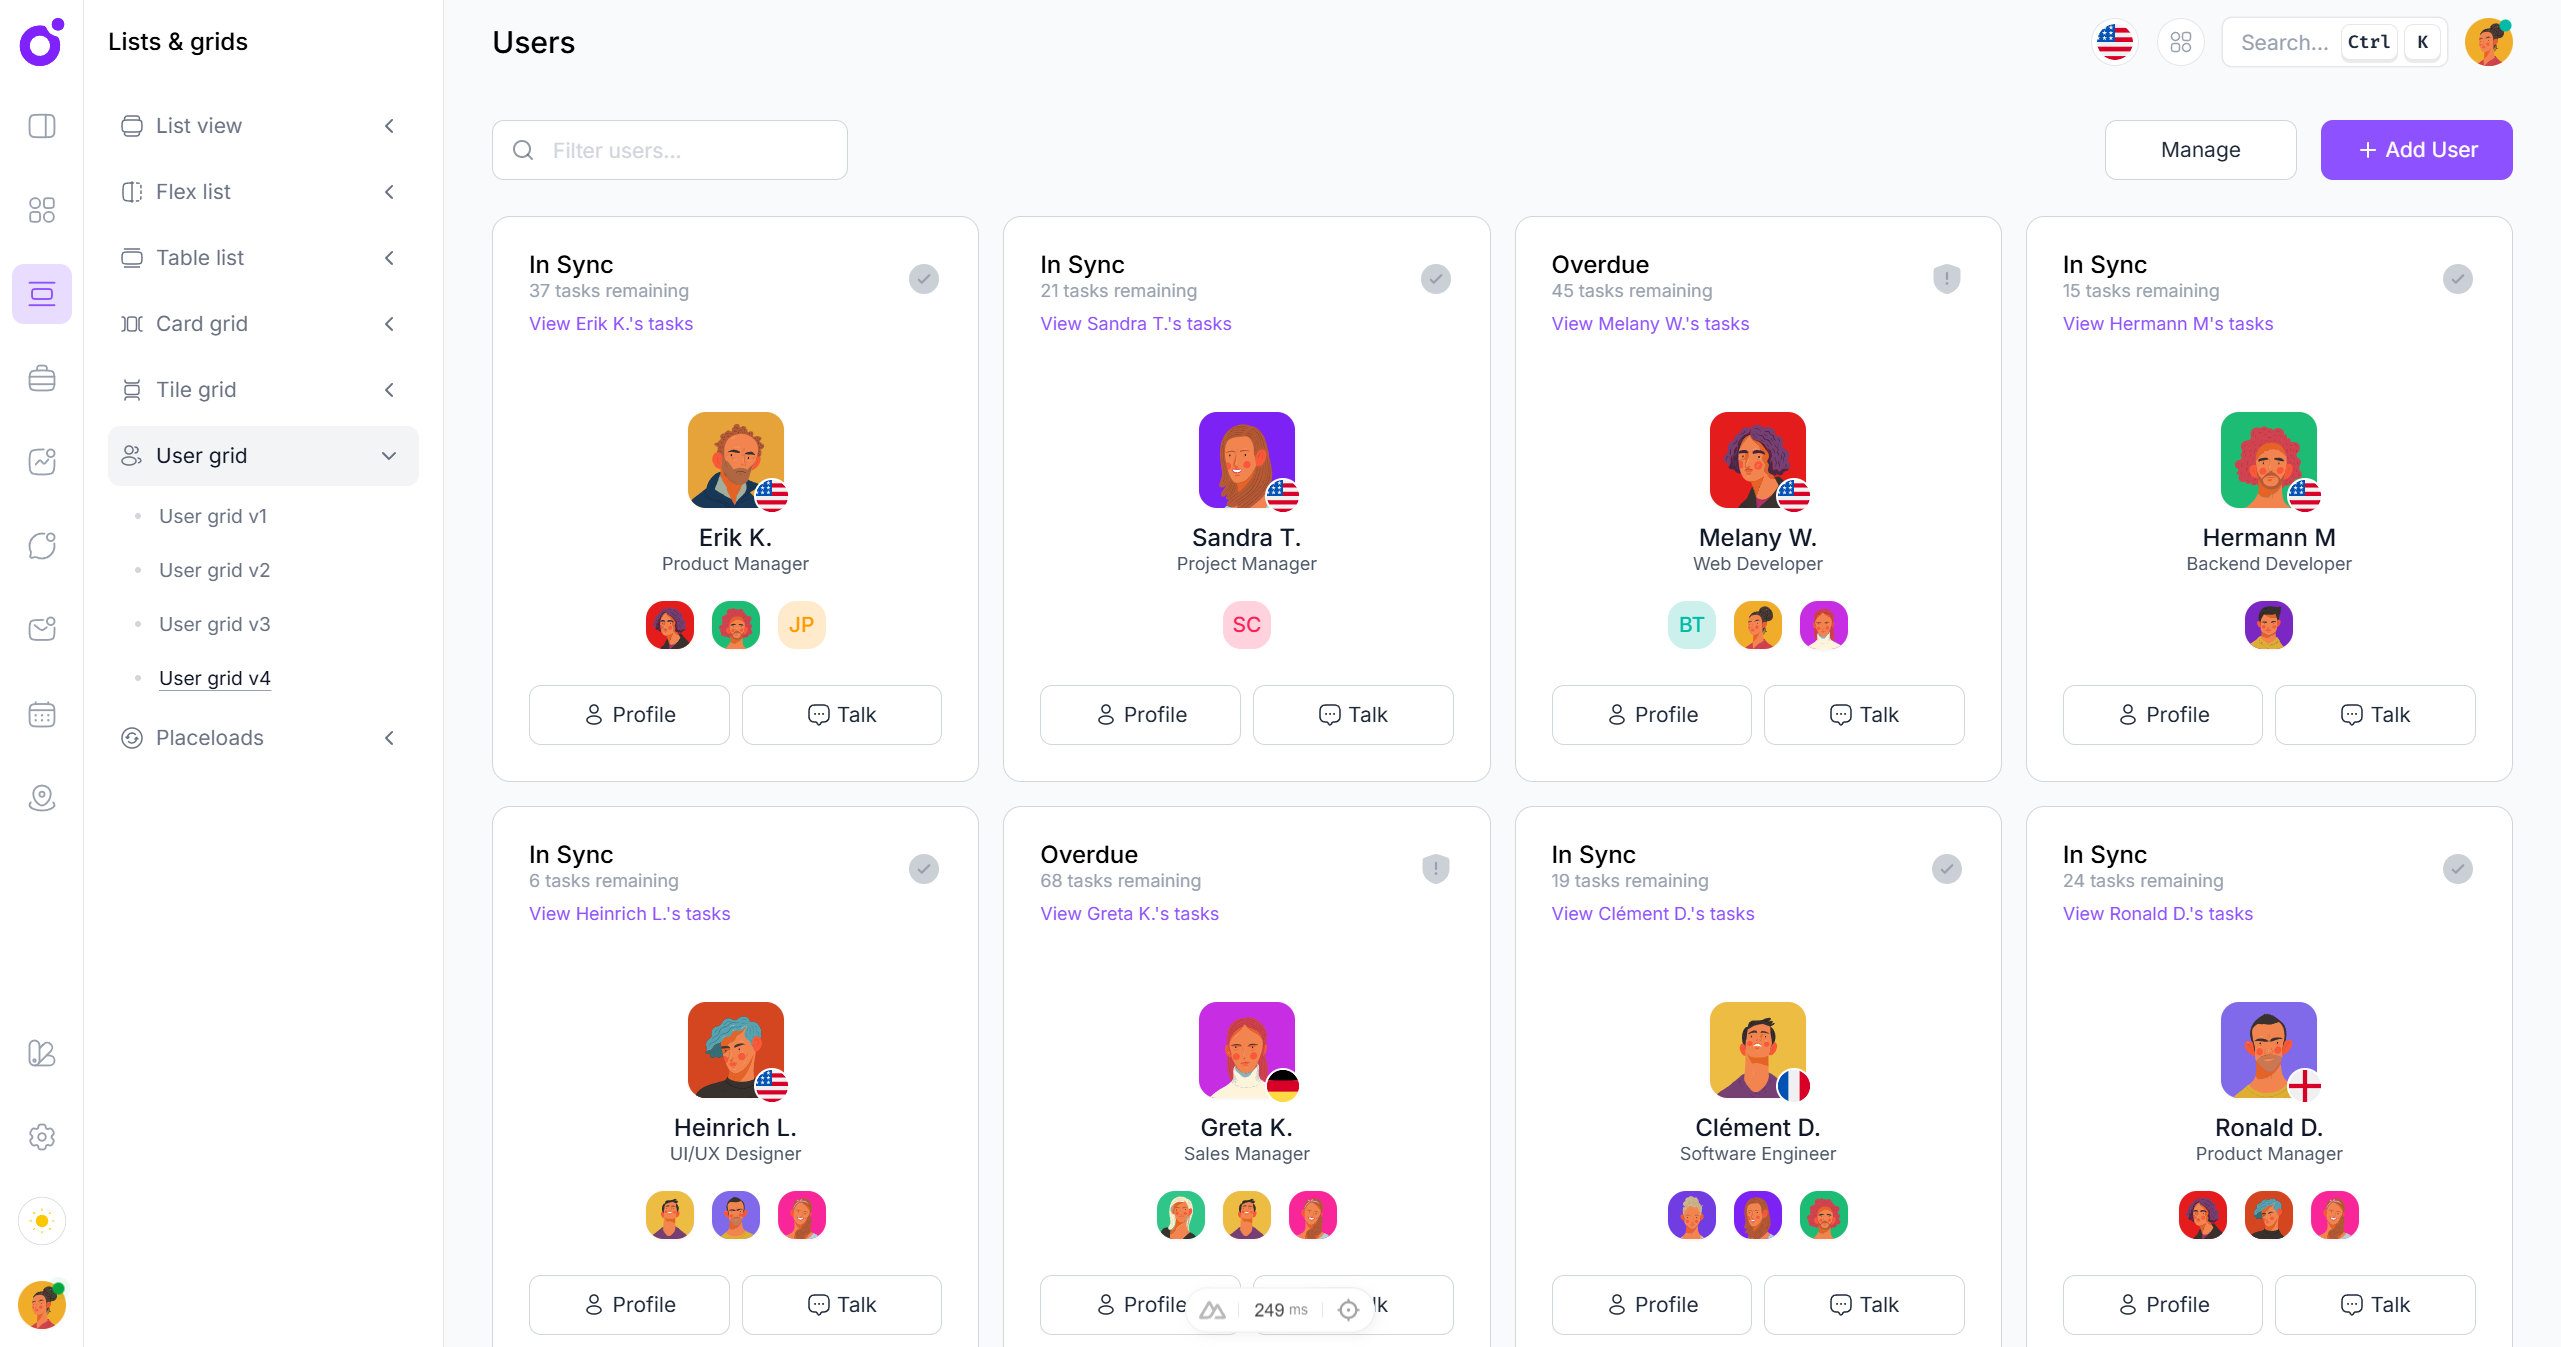 Lists & grids
List view
Flex list
Table list
Card grid
Tile grid
User grid
User grid v1
User grid v2
User grid v3
User grid v4
Placeloads
Users
Search...
Ctrl
K
Filter users...
Manage
Add User
In Sync
37 tasks remaining
View Erik K.'s tasks
Erik K.
Product Manager
JP
Profile
Talk
In Sync
21 tasks remaining
View Sandra T.'s tasks
Sandra T.
Project Manager
SC
Profile
Talk
Overdue
45 tasks remaining
View Melany W.'s tasks
Melany W.
Web Developer
BT
Profile
Talk
In Sync
15 tasks remaining
View Hermann M's tasks
Hermann M
Backend Developer
Profile
Talk
In Sync
6 tasks remaining
View Heinrich L.'s tasks
Heinrich L.
UI/UX Designer
Profile
Talk
Overdue
68 tasks remaining
View Greta K.'s tasks
Greta K.
Sales Manager
Profile
lk
249 ms
In Sync
19 tasks remaining
View Clément D.'s tasks
Clément D.
Software Engineer
Profile
Talk
In Sync
24 tasks remaining
View Ronald D.'s tasks
Ronald D.
Product Manager
Profile
Talk